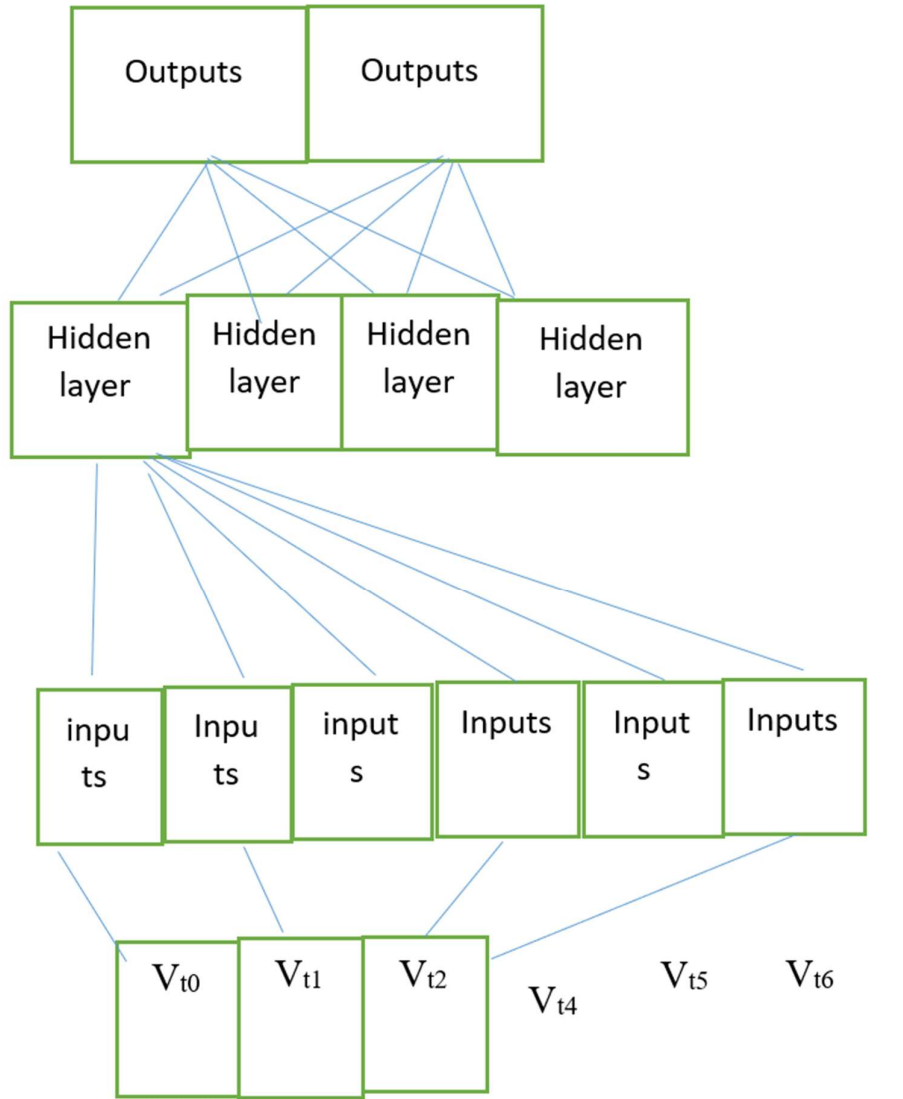 Outputs
Outputs
Hidden
layer
Hidden
layer
Hidden
layer
Hidden
layer
inpu
ts
Inpu
ts
input
s
Inputs
Input
s
Inputs
Vt0
Vt1
Vt2
Vt4
Vt5
Vt6